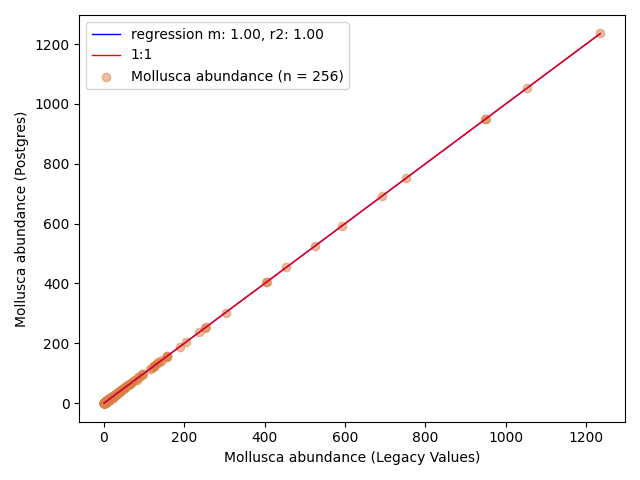 regression m: 1.00, r2: 1.00
1:1
Mollusca abundance (n = 256)
1200
1000
800
600
400
200
0
Mollusca abundance (Postgres)
0 200 400 600 800 1000 1200
Mollusca abundance (Legacy Values)